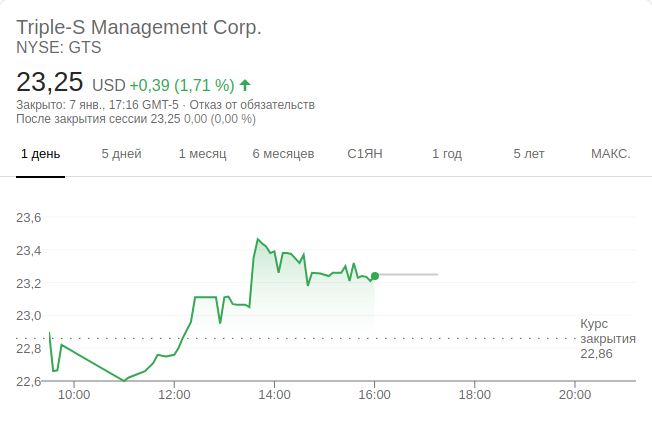 Triple-S Management Corp.
NYSE: GTS
23,25 USD +0,39 (1,71 %)
Закрыто: 7 янв., 17:16 GMT-5 · Отказ от обязательств
После закрытия сессии 23,25 0,00 (0,00 %)
1 день 5 дней 1 месяц 6 месяцев С1ЯН 1 год 5 лет МАКС.
23,6
23,4
23,2
23,0
22,8
22,6
Курс
закрытия
22,86
10:00 12:00 14:00 16:00 18:00 20:00